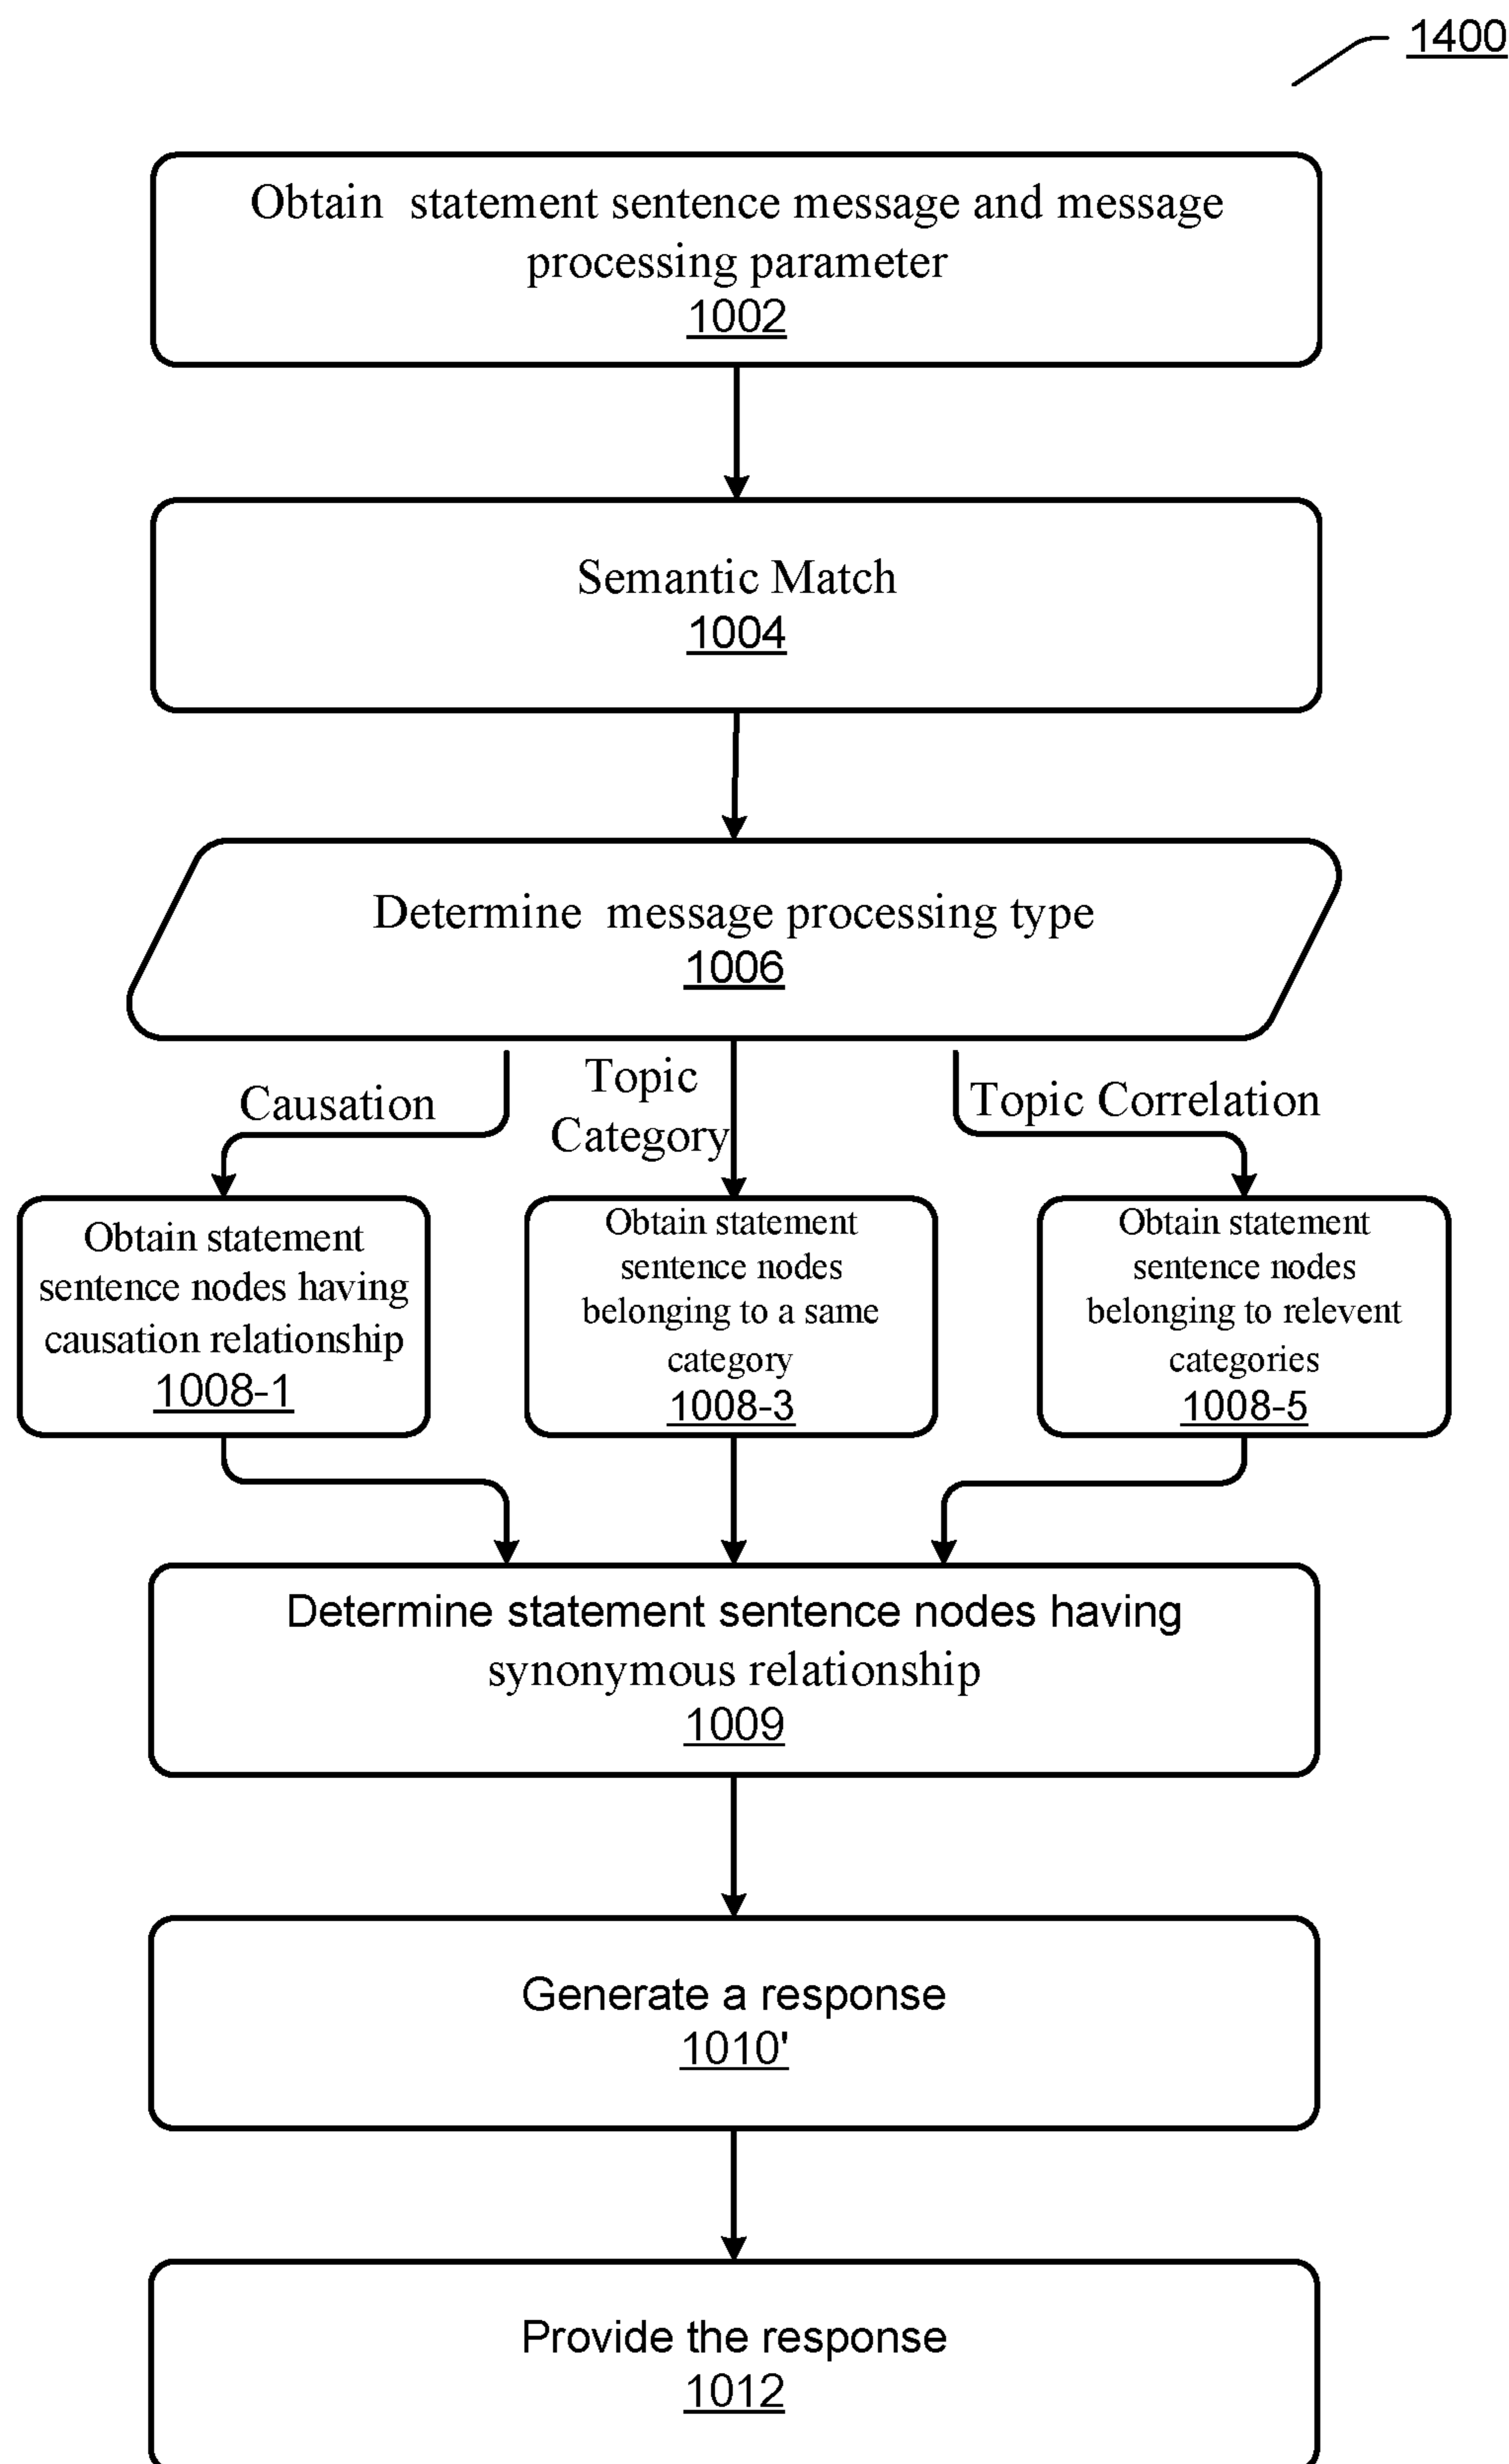 1400
Obtain statement sentence message and message
processing parameter
1002
Semantic Match
1004
Determine message processing type
1006
Causation
Topic
Category
Topic Correlation
Obtain statement
sentence nodes having
causation relationship
1008-1
Obtain statement
sentence nodes
belonging to a same
category
1008-3
Obtain statement
sentence nodes
belonging to relevent
categories
1008-5
Determine statement sentence nodes having
synonymous relationship
1009
Generate a response
1010'
Provide the response
1012